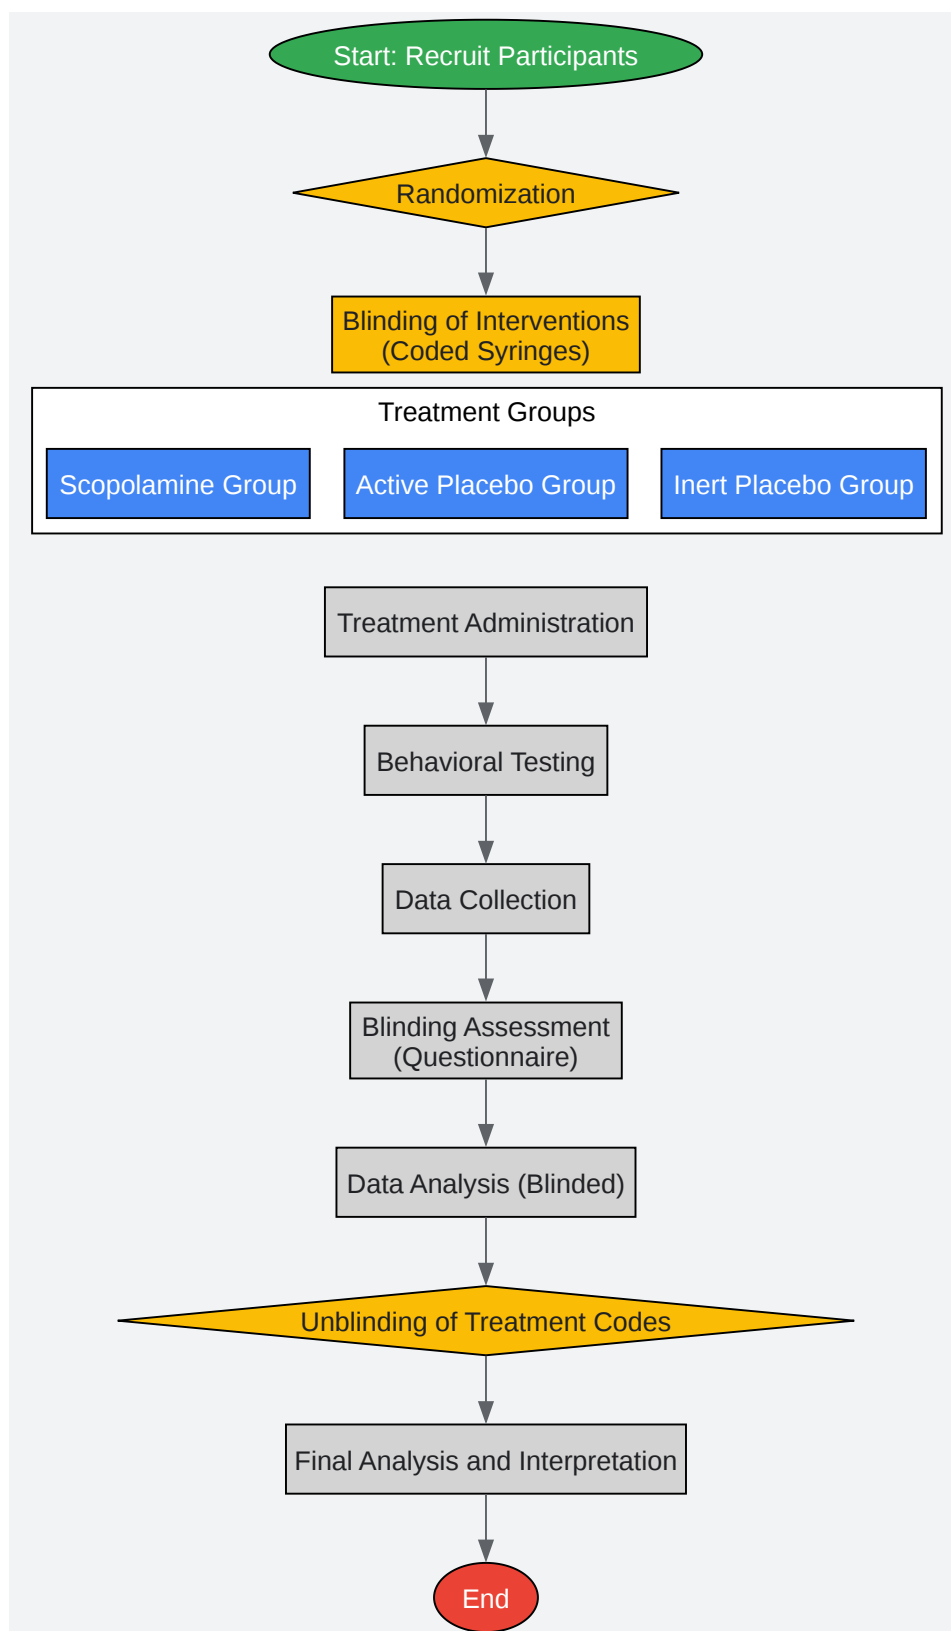 Start: Recruit Participants
Randomization
Blinding of Interventions
(Coded Syringes)
Treatment Groups
Scopolamine Group
Active Placebo Group
Inert Placebo Group
Treatment Administration
Behavioral Testing
Data Collection
Blinding Assessment
(Questionnaire)
Data Analysis (Blinded)
Unblinding of Treatment Codes
Final Analysis and Interpretation
End